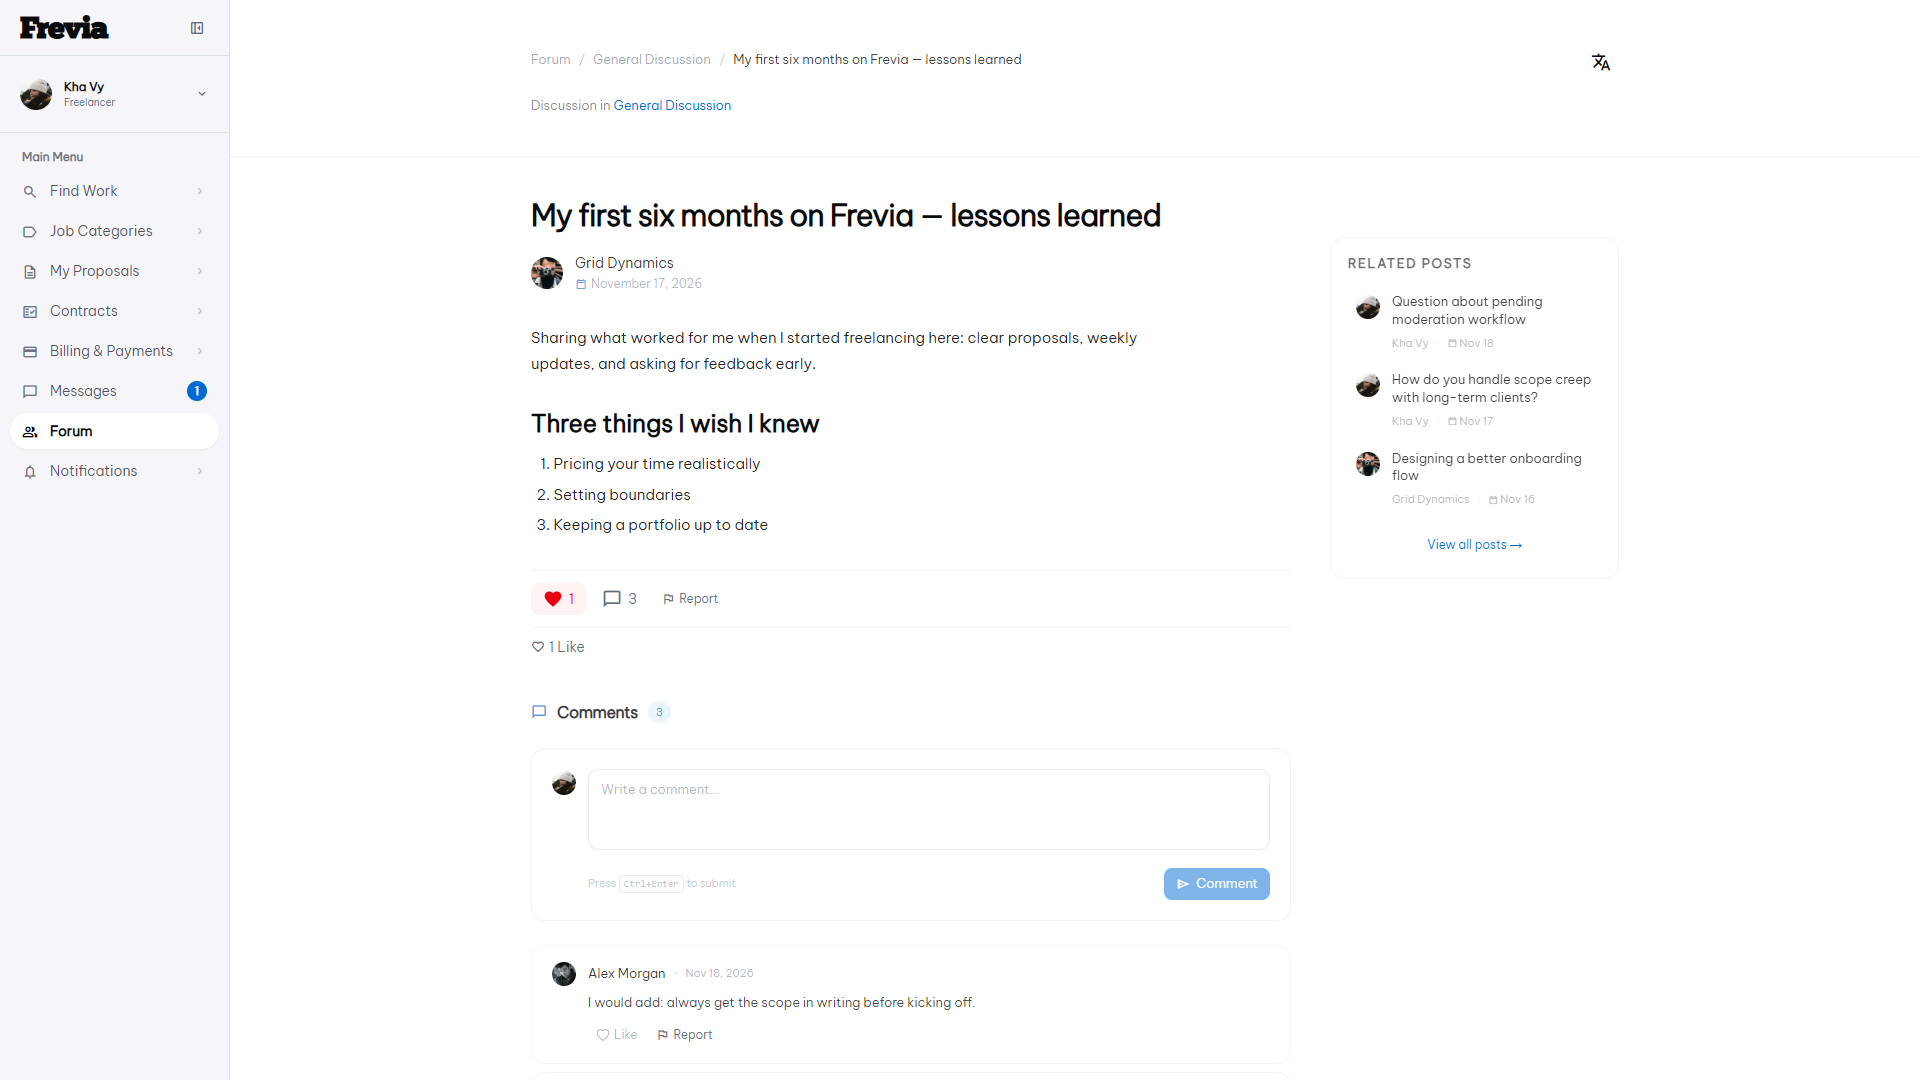 Frevia
Kha Vy
Freelancer
Main Menu
Find Work
Job Categories
My Proposals
Contracts
Billing & Payments
Messages
1
Forum
Notifications
Forum / General Discussion / My first six months on Frevia — lessons learned
Discussion in General Discussion
My first six months on Frevia — lessons learned
Grid Dynamics
November 17, 2026
Sharing what worked for me when I started freelancing here: clear proposals, weekly
updates, and asking for feedback early.
Three things I wish I knew
1. Pricing your time realistically
2. Setting boundaries
3. Keeping a portfolio up to date
1 3 Report
1 Like
Comments 3
Write a comment...
Press Ctrl+Enter to submit
Comment
Alex Morgan · Nov 18, 2026
I would add: always get the scope in writing before kicking off.
Like Report
RELATED POSTS
Question about pending
moderation workflow
Kha Vy · Nov 18
How do you handle scope creep
with long-term clients?
Kha Vy · Nov 17
Designing a better onboarding
flow
Grid Dynamics · Nov 16
View all posts →